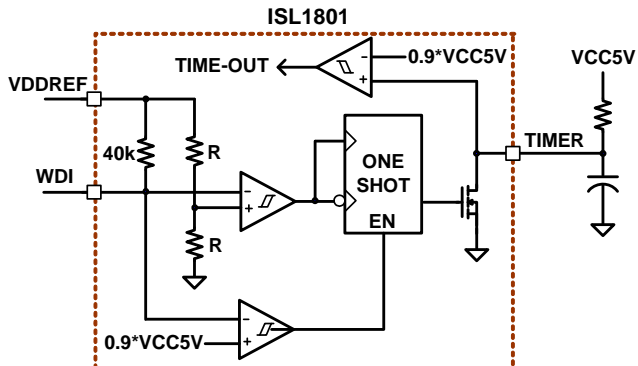 ISL1801
TIME-OUT
0.9*VCC5V
VCC5V
VDDREF
40k
R
ONE
SHOT
TIMER
WDI
EN
R
0.9*VCC5V